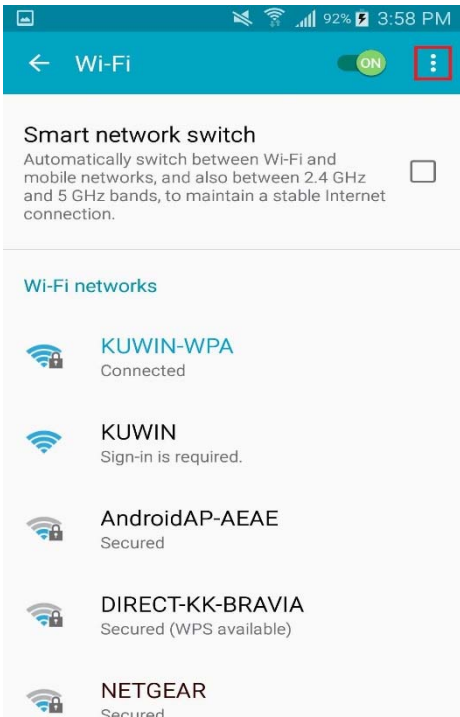 92% 3:58 PM
Wi-Fi ON
Smart network switch
Automatically switch between Wi-Fi and
mobile networks, and also between 2.4 GHz
and 5 GHz bands, to maintain a stable Internet
connection.
Wi-Fi networks
KUWIN-WPA
Connected
KUWIN
Sign-in is required.
AndroidAP-AEAE
Secured
DIRECT-KK-BRAVIA
Secured (WPS available)
NETGEAR
Secured